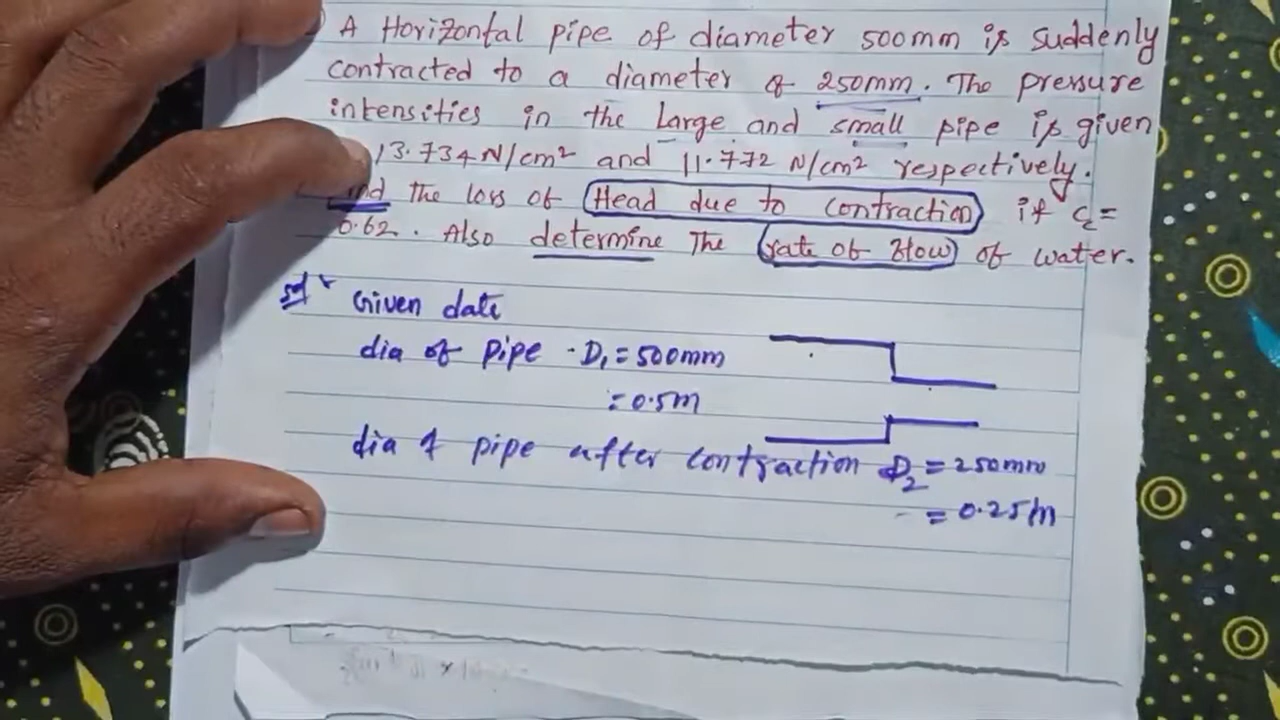 A Horizontal pipe of diameter 500mm is suddenly
contracted to a diameter of 250mm. The pressure
intensities in the large and small pipe is given
13.734 N/cm² and 11.772 N/cm² respectively.
Find the loss of Head due to contraction if Cc=
0.62. Also determine The rate of flow of water.
Sol Given date
dia of pipe D₁ = 500mm
= 0.5m
dia of pipe after contraction D₂ = 250mm
= 0.25m